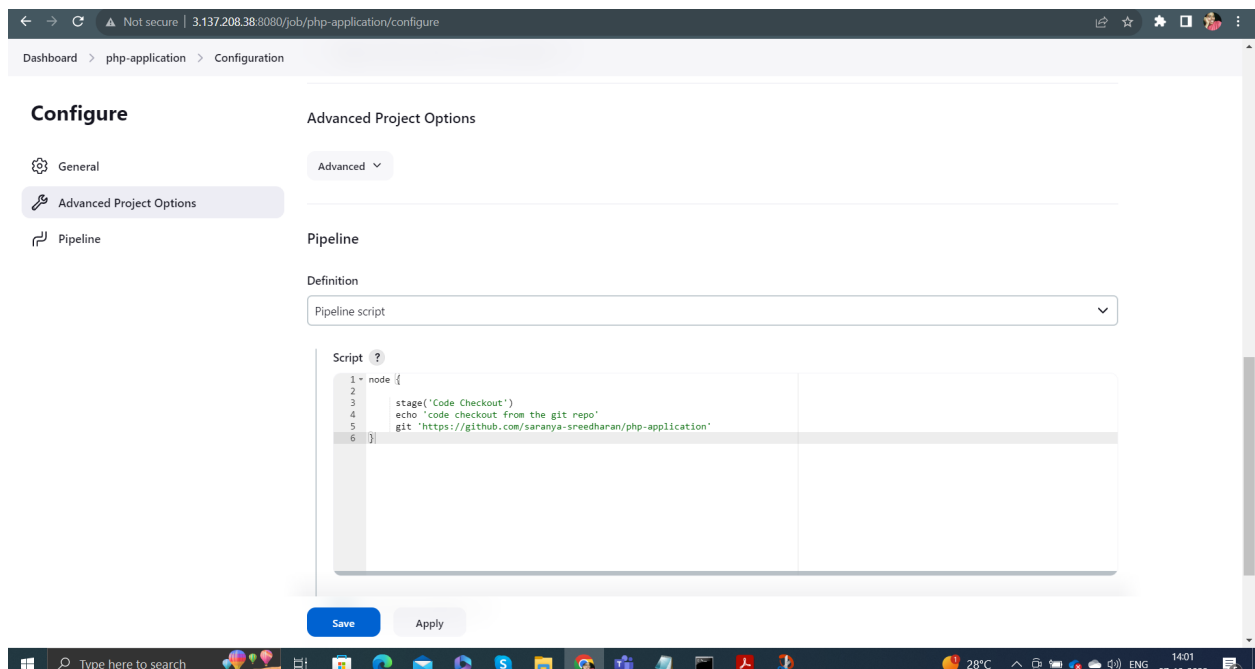 Not secure | 3.137.208.38:8080/job/php-application/configure
Dashboard > php-application > Configuration
Configure
General
Advanced Project Options
Pipeline
Advanced Project Options
Advanced
Pipeline
Definition
Pipeline script
Script ?
1 node {
2
3 stage('Code Checkout')
4 echo 'code checkout from the git repo'
5 git 'https://github.com/saranya-sreedharan/php-application'
6 }
Save Apply
Type here to search 28°C ENG 14:01